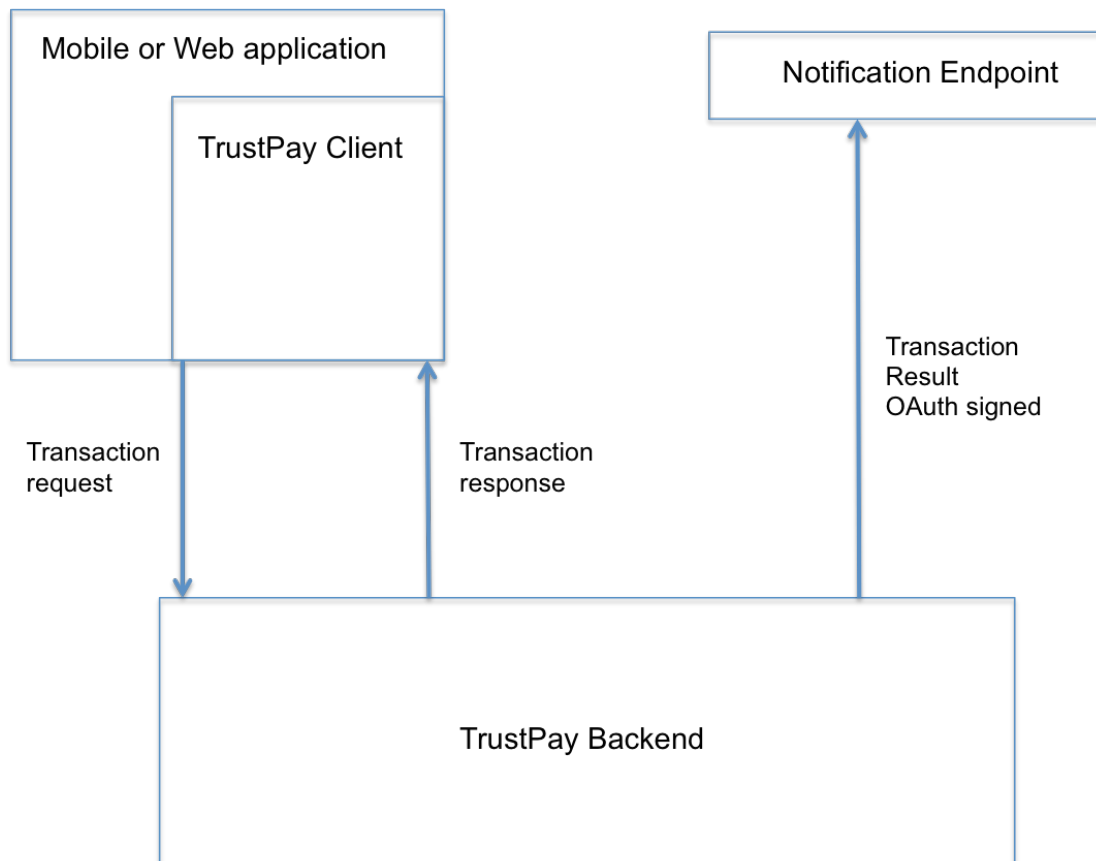 Mobile or Web application
Notification Endpoint
TrustPay Client
Transaction
Result
OAuth signed
Transaction
request
Transaction
response
TrustPay Backend